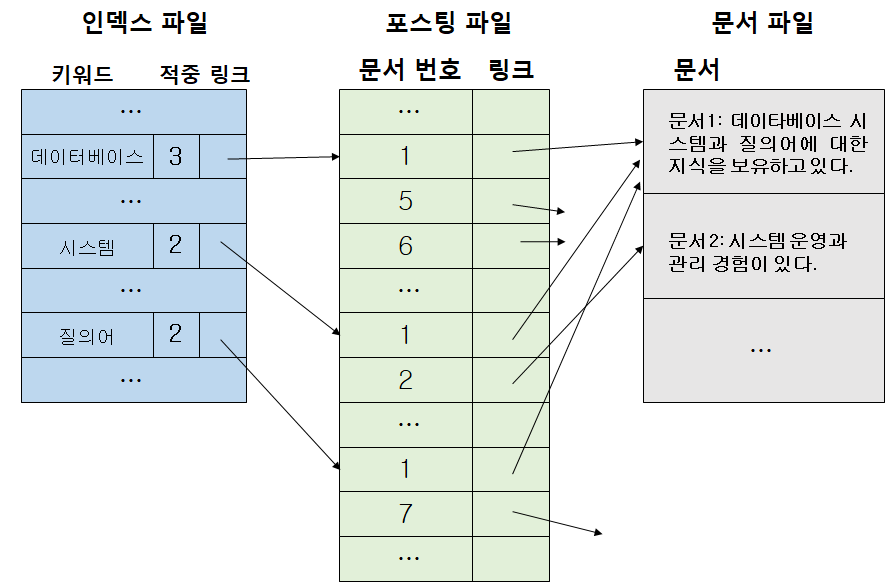 인덱스 파일
키워드 적중 링크
…
데이터베이스 3
…
시스템 2
…
질의어 2
…
포스팅 파일
문서 번호 링크
…
1
5
6
…
1
2
…
1
7
…
문서 파일
문서
문서1: 데이타베이스 시
스템과 질의어에 대한
지식을 보유하고 있다.
문서2: 시스템 운영과
관리 경험이 있다.
…